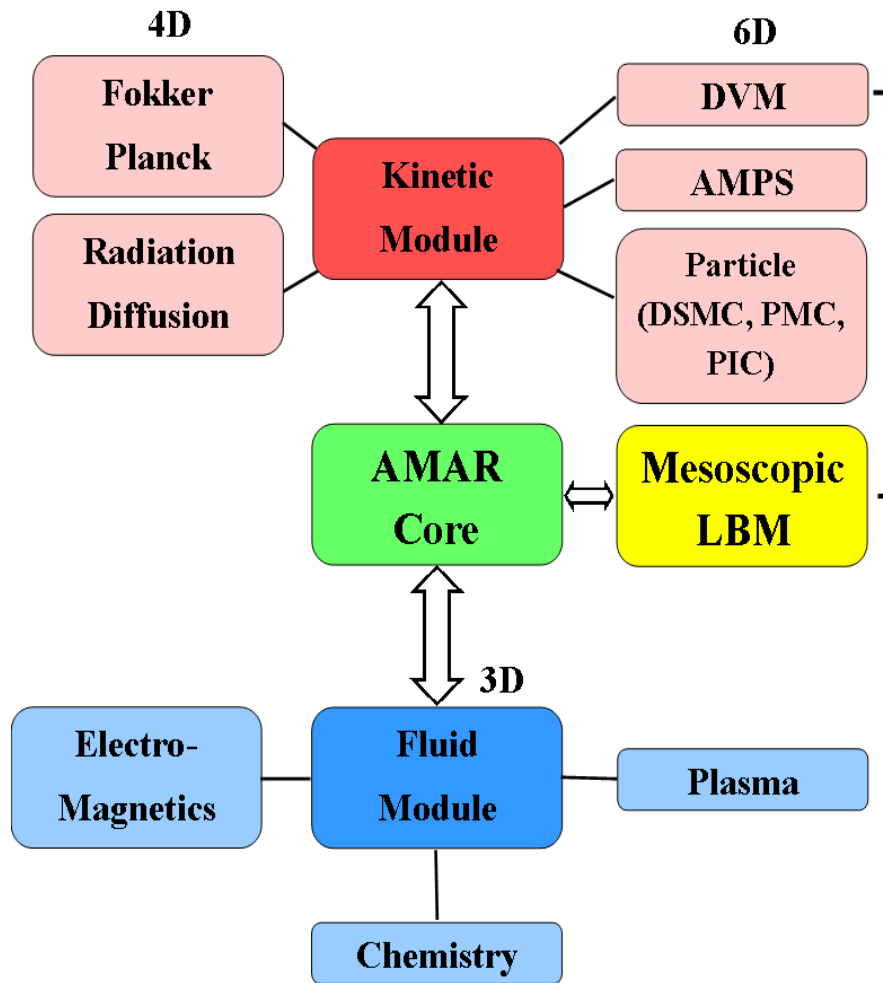 4D
6D
Fokker
Planck
DVM
Kinetic
Module
AMPS
Radiation
Diffusion
Particle
(DSMC, PMC,
PIC)
AMAR
Core
Mesoscopic
LBM
3D
Electro-
Magnetics
Fluid
Module
Plasma
Chemistry